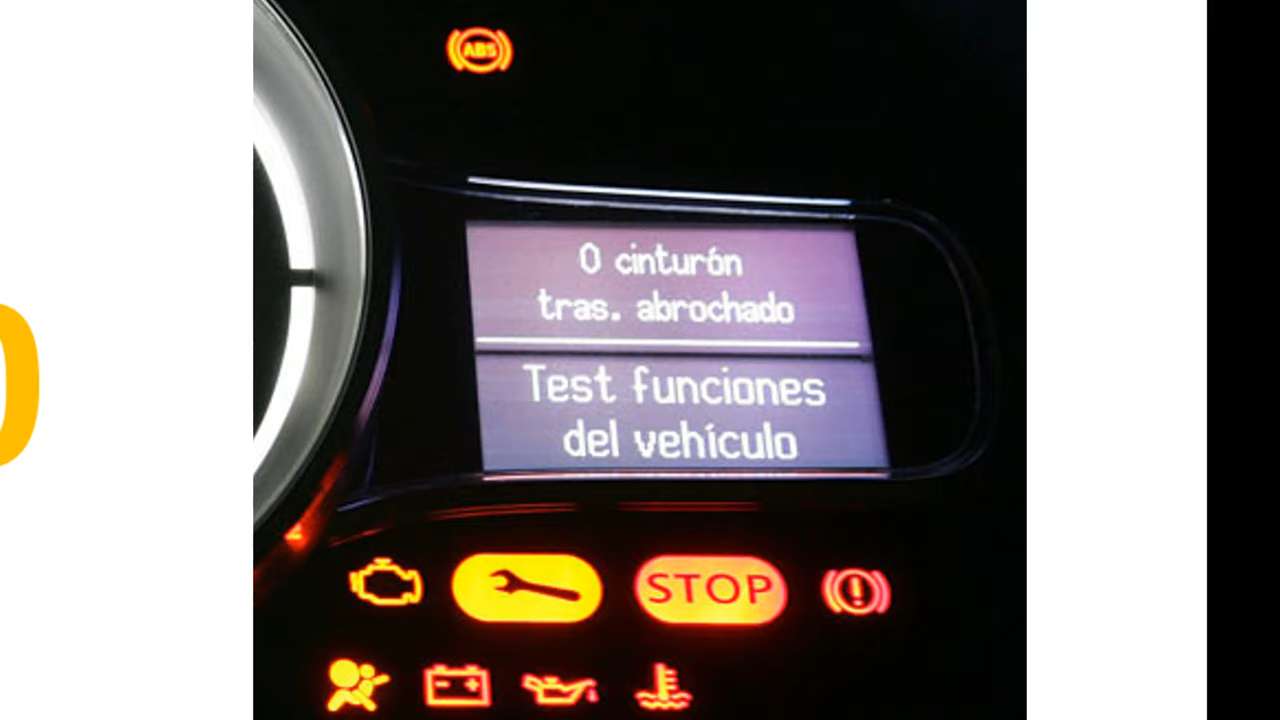 ABS
0 cinturón
tras. abrochado
Test funciones
del vehículo
STOP